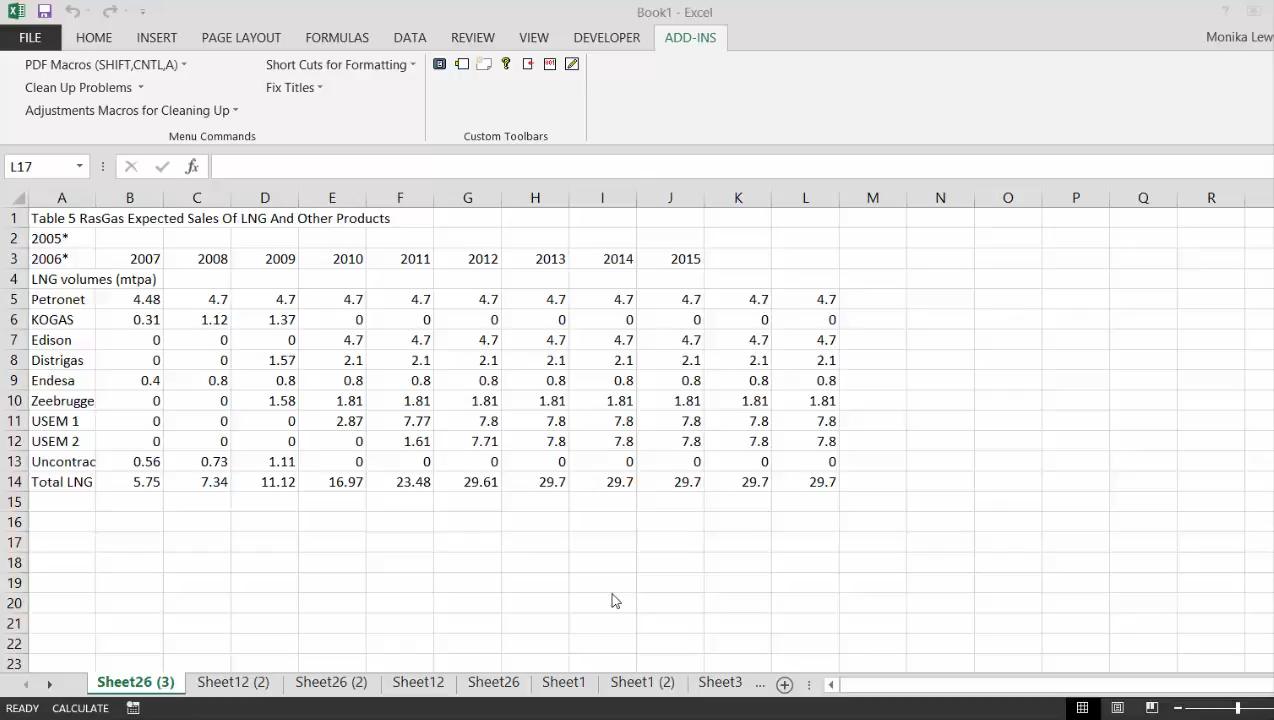 Book1 - Excel
FILE HOME INSERT PAGE LAYOUT FORMULAS DATA REVIEW VIEW DEVELOPER ADD-INS Monika Lew
PDF Macros (SHIFT,CNTL,A) Short Cuts for Formatting
Clean Up Problems Fix Titles
Adjustments Macros for Cleaning Up
Menu Commands Custom Toolbars
L17 fx
A B C D E F G H I J K L M N O P Q R
1 Table 5 RasGas Expected Sales Of LNG And Other Products
2 2005*
3 2006* 2007 2008 2009 2010 2011 2012 2013 2014 2015
4 LNG volumes (mtpa)
5 Petronet 4.48 4.7 4.7 4.7 4.7 4.7 4.7 4.7 4.7 4.7 4.7
6 KOGAS 0.31 1.12 1.37 0 0 0 0 0 0 0 0
7 Edison 0 0 0 4.7 4.7 4.7 4.7 4.7 4.7 4.7 4.7
8 Distrigas 0 0 1.57 2.1 2.1 2.1 2.1 2.1 2.1 2.1 2.1
9 Endesa 0.4 0.8 0.8 0.8 0.8 0.8 0.8 0.8 0.8 0.8 0.8
10 Zeebrugge 0 0 1.58 1.81 1.81 1.81 1.81 1.81 1.81 1.81 1.81
11 USEM 1 0 0 0 2.87 7.77 7.8 7.8 7.8 7.8 7.8 7.8
12 USEM 2 0 0 0 0 1.61 7.71 7.8 7.8 7.8 7.8 7.8
13 Uncontrac 0.56 0.73 1.11 0 0 0 0 0 0 0 0
14 Total LNG 5.75 7.34 11.12 16.97 23.48 29.61 29.7 29.7 29.7 29.7 29.7
15
16
17
18
19
20
21
22
23
Sheet26 (3) Sheet12 (2) Sheet26 (2) Sheet12 Sheet26 Sheet1 Sheet1 (2) Sheet3 ...
READY CALCULATE